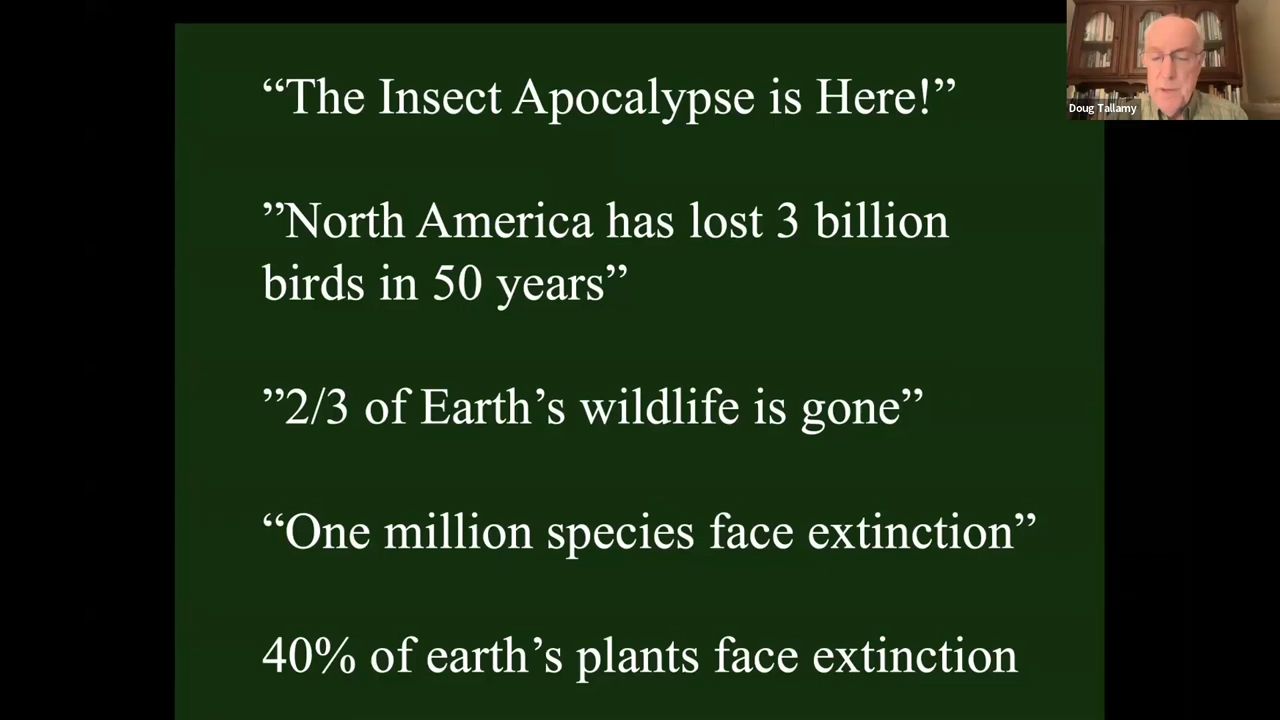 “The Insect Apocalypse is Here!”
Doug Tallamy
”North America has lost 3 billion
birds in 50 years”
”2/3 of Earth’s wildlife is gone”
“One million species face extinction”
40% of earth’s plants face extinction